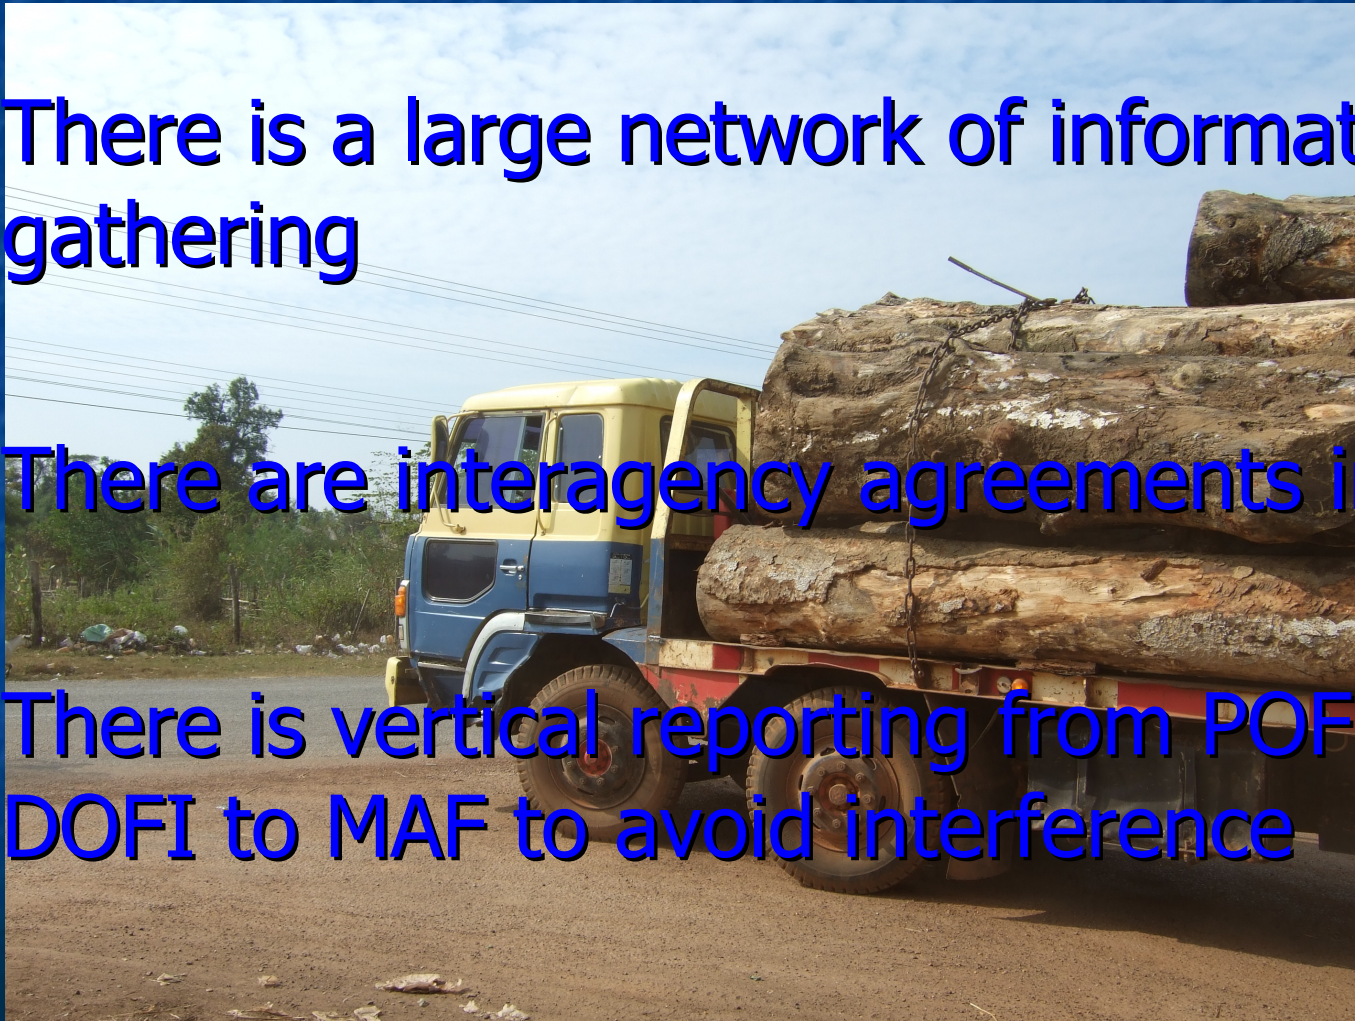 There is a large network of informat
gathering
There are interagency agreements i
There is vertical reporting from POF
DOFI to MAF to avoid interference